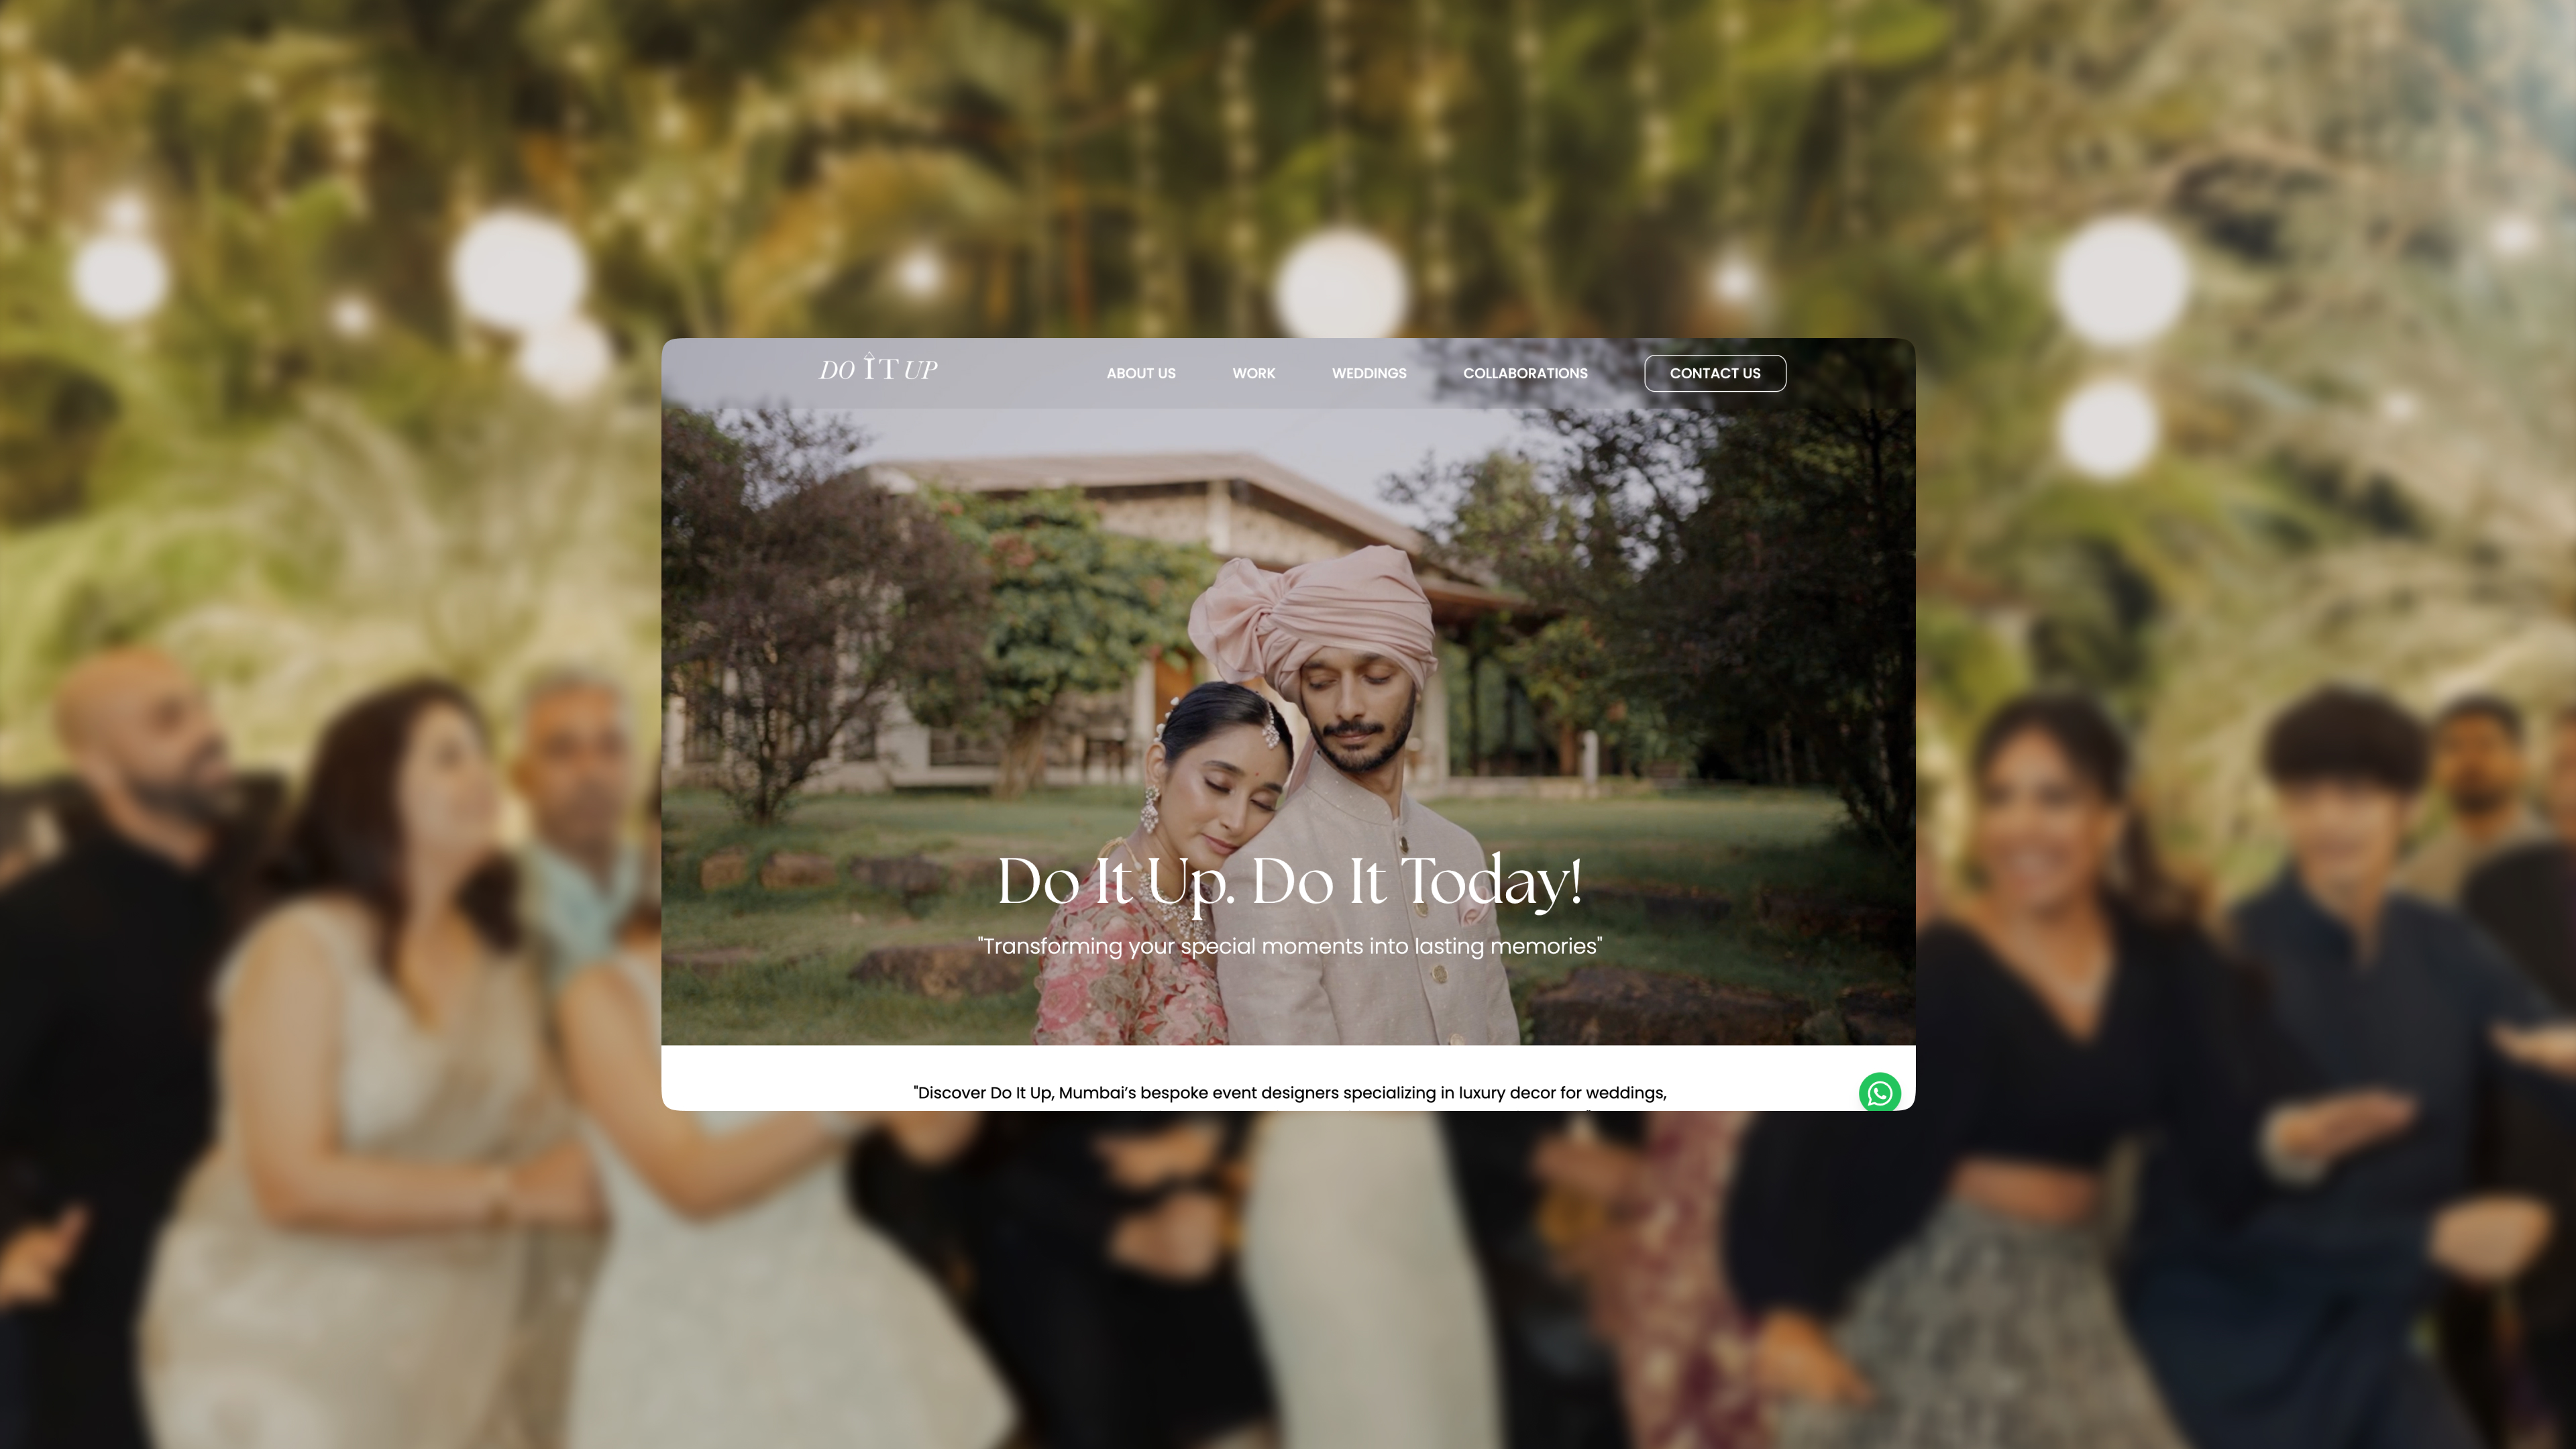 DO IT UP
ABOUT US
WORK
WEDDINGS
COLLABORATIONS
CONTACT US
Do It Up. Do It Today!
"Transforming your special moments into lasting memories"
"Discover Do It Up, Mumbai’s bespoke event designers specializing in luxury decor for weddings,